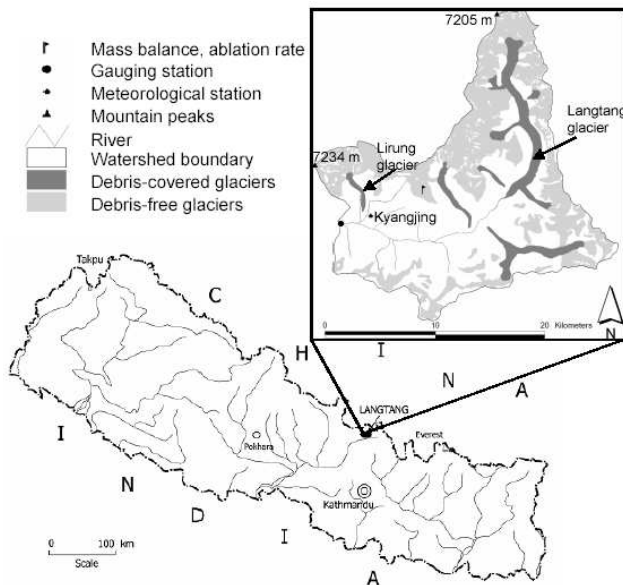 Mass balance, ablation rate
Gauging station
Meteorological station
Mountain peaks
River
Watershed boundary
Debris-covered glaciers
Debris-free glaciers
7205 m
Langtang
glacier
Lirung
glacier
7234 m
Kyangjing
0 10 20 Kilometers
N
Takpu
C
H
I
N
A
LANGTANG
Everest
Pokhara
Kathmandu
I
N
D
I
A
0 100 km
Scale